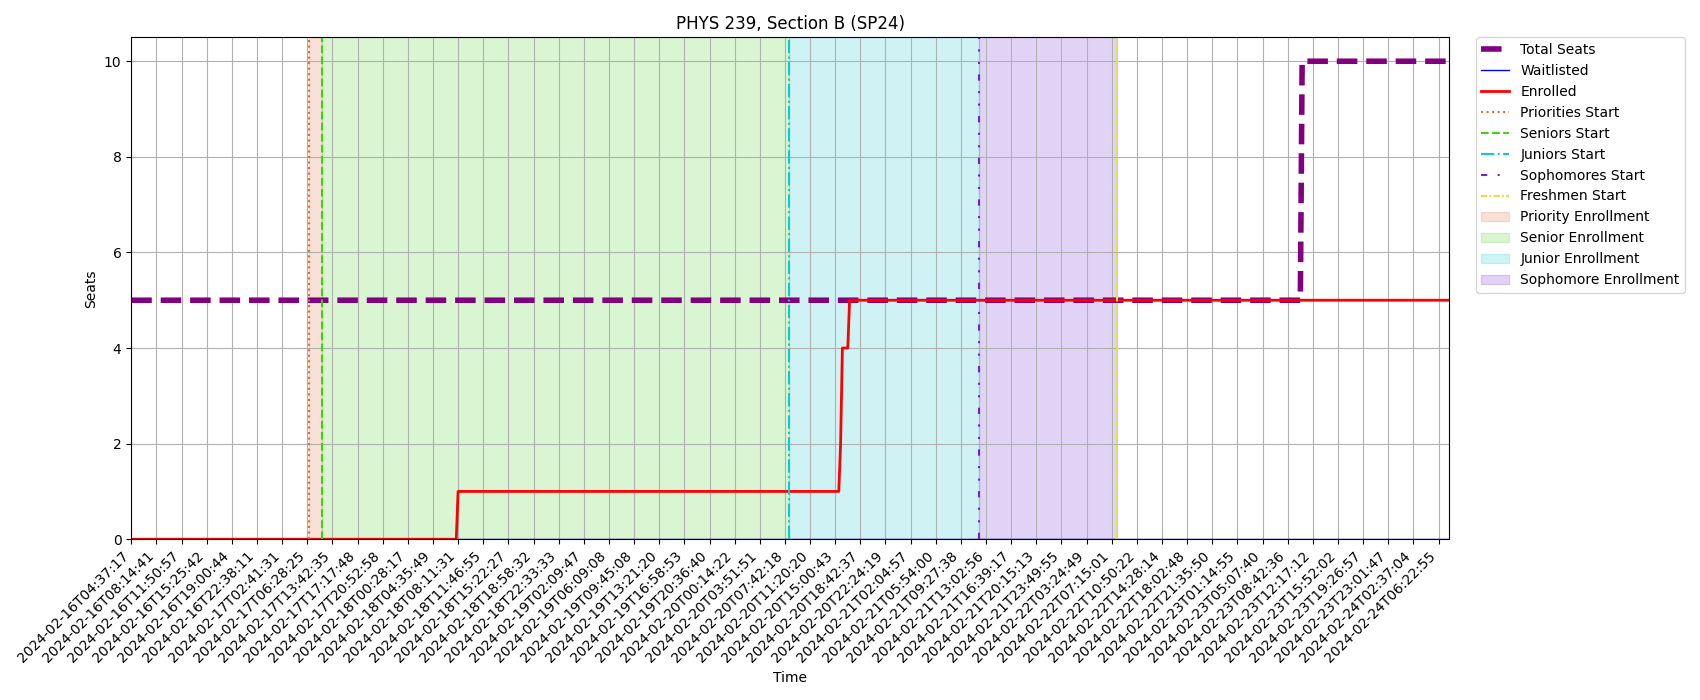 PHYS 239, Section B (SP24)
10
8
6
4
2
0
Seats
2024-02-16T04:37:17
2024-02-16T08:14:41
2024-02-16T11:50:57
2024-02-16T15:25:42
2024-02-16T19:00:44
2024-02-16T22:38:11
2024-02-17T02:41:31
2024-02-17T06:28:25
2024-02-17T13:42:35
2024-02-17T17:17:48
2024-02-17T20:52:58
2024-02-18T00:28:17
2024-02-18T04:35:49
2024-02-18T08:11:31
2024-02-18T11:46:55
2024-02-18T15:22:27
2024-02-18T18:58:32
2024-02-18T22:33:33
2024-02-19T02:09:47
2024-02-19T06:09:08
2024-02-19T09:45:08
2024-02-19T13:21:20
2024-02-19T16:58:53
2024-02-19T20:36:40
2024-02-20T00:14:22
2024-02-20T03:51:51
2024-02-20T07:42:18
2024-02-20T11:20:20
2024-02-20T15:00:43
2024-02-20T18:42:37
2024-02-20T22:24:19
2024-02-21T02:04:57
2024-02-21T05:54:00
2024-02-21T09:27:38
2024-02-21T13:02:56
2024-02-21T16:39:17
2024-02-21T20:15:13
2024-02-21T23:49:55
2024-02-22T03:24:49
2024-02-22T07:15:01
2024-02-22T10:50:22
2024-02-22T14:28:14
2024-02-22T18:02:48
2024-02-22T21:35:50
2024-02-23T01:14:55
2024-02-23T05:07:40
2024-02-23T08:42:36
2024-02-23T12:17:12
2024-02-23T15:52:02
2024-02-23T19:26:57
2024-02-23T23:01:47
2024-02-24T02:37:04
2024-02-24T06:22:55
Time
Total Seats
Waitlisted
Enrolled
Priorities Start
Seniors Start
Juniors Start
Sophomores Start
Freshmen Start
Priority Enrollment
Senior Enrollment
Junior Enrollment
Sophomore Enrollment